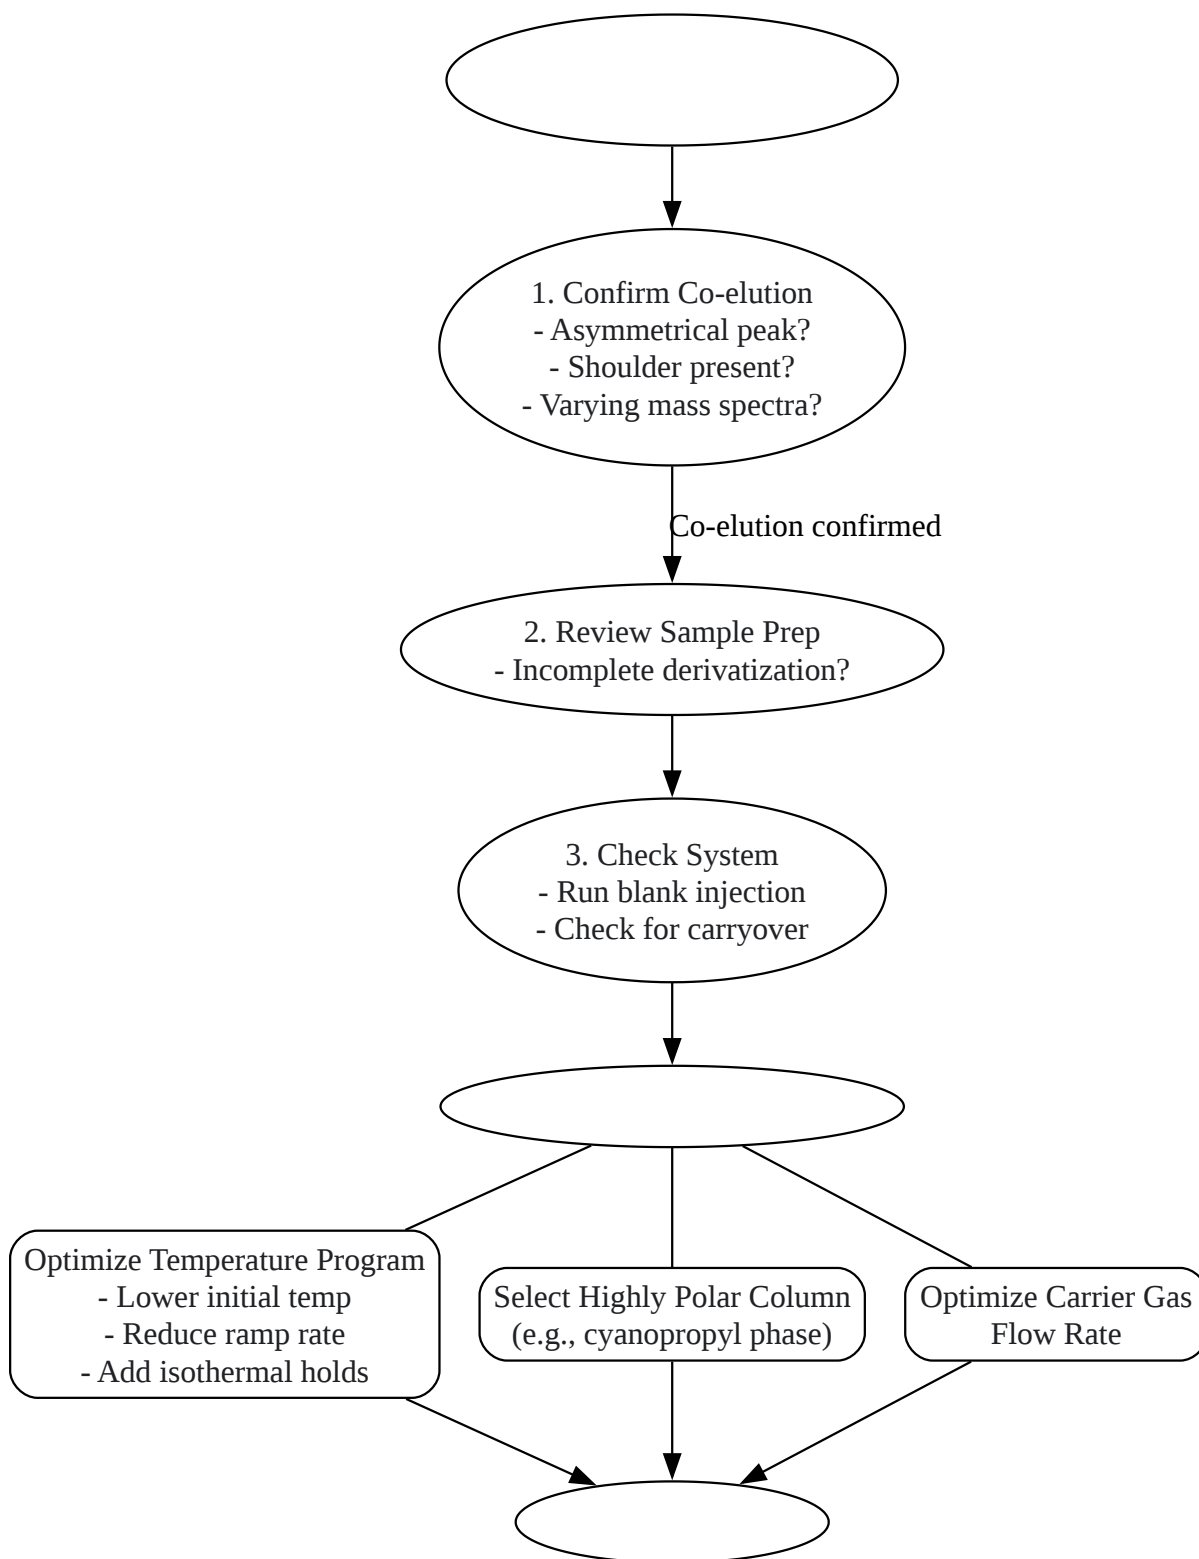 1. Confirm Co-elution
- Asymmetrical peak?
- Shoulder present?
- Varying mass spectra?
Co-elution confirmed
2. Review Sample Prep
- Incomplete derivatization?
3. Check System
- Run blank injection
- Check for carryover
Optimize Temperature Program
- Lower initial temp
- Reduce ramp rate
- Add isothermal holds
Select Highly Polar Column
(e.g., cyanopropyl phase)
Optimize Carrier Gas
Flow Rate